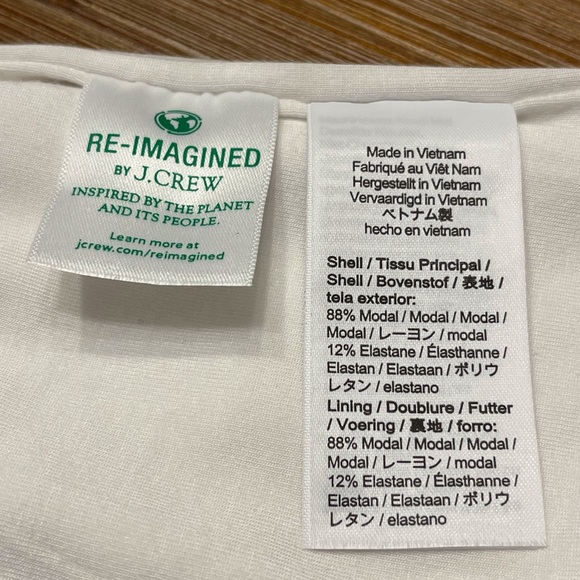 RE-IMAGINED
BY J.CREW
INSPIRED BY THE PLANET
AND ITS PEOPLE.
Learn more at
jcrew.com/reimagined
Made in Vietnam
Fabriqué au Viêt Nam
Hergestellt in Vietnam
Vervaardigd in Vietnam
ベトナム製
hecho en vietnam
Shell / Tissu Principal /
Shell / Bovenstof / 表地 /
tela exterior:
88% Modal / Modal / Modal /
Modal / レーヨン / modal
12% Elastane / Élasthanne /
Elastan / Elastaan / ポリウ
レタン / elastano
Lining / Doublure / Futter
/ Voering / 裏地 / forro:
88% Modal / Modal / Modal /
Modal / レーヨン / modal
12% Elastane / Élasthanne /
Elastan / Elastaan / ポリウ
レタン / elastano